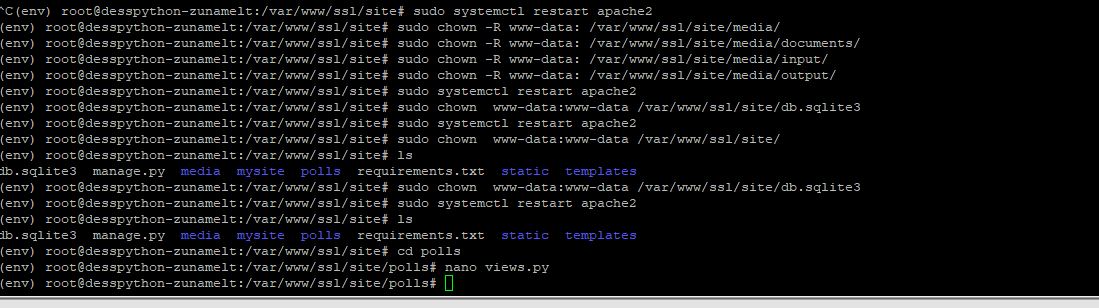 ^C(env) root@desspython-zunamelt:/var/www/ssl/site# sudo systemctl restart apache2
(env) root@desspython-zunamelt:/var/www/ssl/site# sudo chown -R www-data: /var/www/ssl/site/media/
(env) root@desspython-zunamelt:/var/www/ssl/site# sudo chown -R www-data: /var/www/ssl/site/media/documents/
(env) root@desspython-zunamelt:/var/www/ssl/site# sudo chown -R www-data: /var/www/ssl/site/media/input/
(env) root@desspython-zunamelt:/var/www/ssl/site# sudo chown -R www-data: /var/www/ssl/site/media/output/
(env) root@desspython-zunamelt:/var/www/ssl/site# sudo systemctl restart apache2
(env) root@desspython-zunamelt:/var/www/ssl/site# sudo chown  www-data:www-data /var/www/ssl/site/db.sqlite3
(env) root@desspython-zunamelt:/var/www/ssl/site# sudo systemctl restart apache2
(env) root@desspython-zunamelt:/var/www/ssl/site# sudo chown  www-data:www-data /var/www/ssl/site/
(env) root@desspython-zunamelt:/var/www/ssl/site# ls
db.sqlite3  manage.py  media  mysite  polls  requirements.txt  static  templates
(env) root@desspython-zunamelt:/var/www/ssl/site# sudo chown  www-data:www-data /var/www/ssl/site/db.sqlite3
(env) root@desspython-zunamelt:/var/www/ssl/site# sudo systemctl restart apache2
(env) root@desspython-zunamelt:/var/www/ssl/site# ls
db.sqlite3  manage.py  media  mysite  polls  requirements.txt  static  templates
(env) root@desspython-zunamelt:/var/www/ssl/site# cd polls
(env) root@desspython-zunamelt:/var/www/ssl/site/polls# nano views.py
(env) root@desspython-zunamelt:/var/www/ssl/site/polls#